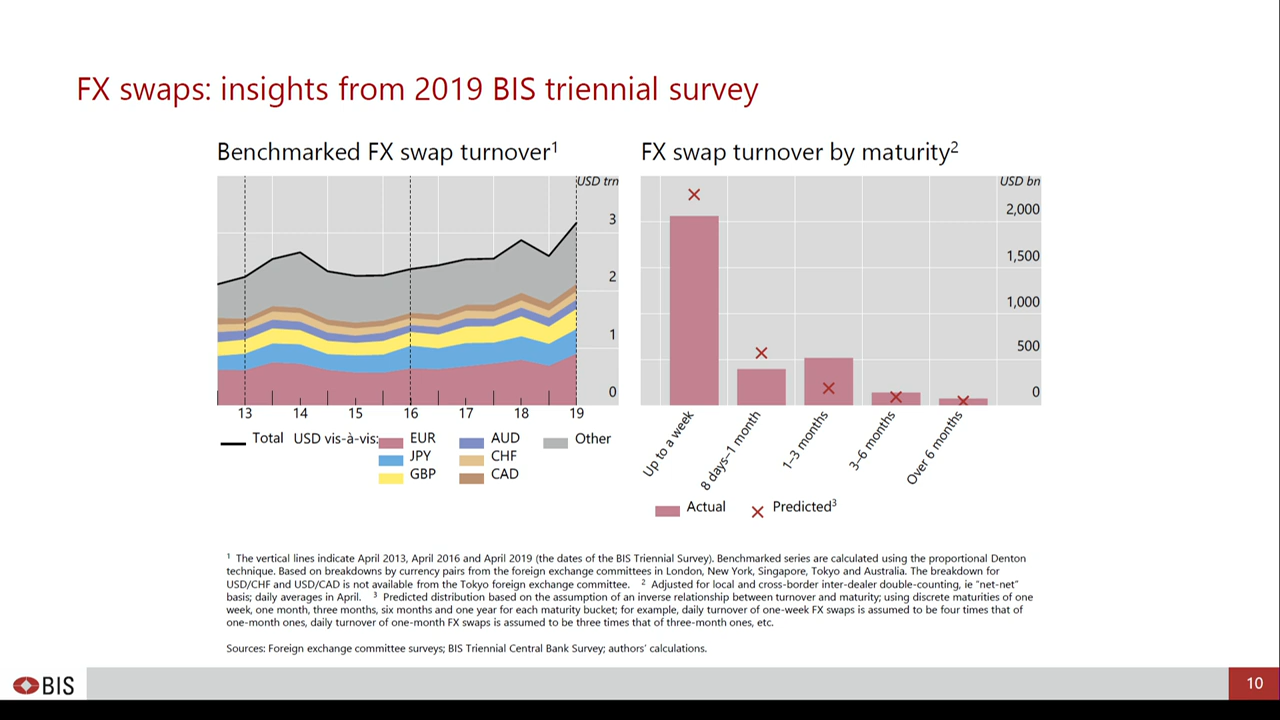 FX swaps: insights from 2019 BIS triennial survey
Benchmarked FX swap turnover1
USD trn
3
2
1
0
13 14 15 16 17 18 19
Total USD vis-à-vis: EUR AUD Other
JPY CHF
GBP CAD
FX swap turnover by maturity2
USD bn
2,000
1,500
1,000
500
0
Up to a week
8 days–1 month
1–3 months
3–6 months
Over 6 months
Actual Predicted3
1 The vertical lines indicate April 2013, April 2016 and April 2019 (the dates of the BIS Triennial Survey). Benchmarked series are calculated using the proportional Denton
technique. Based on breakdowns by currency pairs from the foreign exchange committees in London, New York, Singapore, Tokyo and Australia. The breakdown for
USD/CHF and USD/CAD is not available from the Tokyo foreign exchange committee. 2 Adjusted for local and cross-border inter-dealer double-counting, ie "net-net"
basis; daily averages in April. 3 Predicted distribution based on the assumption of an inverse relationship between turnover and maturity; using discrete maturities of one
week, one month, three months, six months and one year for each maturity bucket; for example, daily turnover of one-week FX swaps is assumed to be four times that of
one-month ones, daily turnover of one-month FX swaps is assumed to be three times that of three-month ones, etc.
Sources: Foreign exchange committee surveys; BIS Triennial Central Bank Survey; authors' calculations.
BIS
10